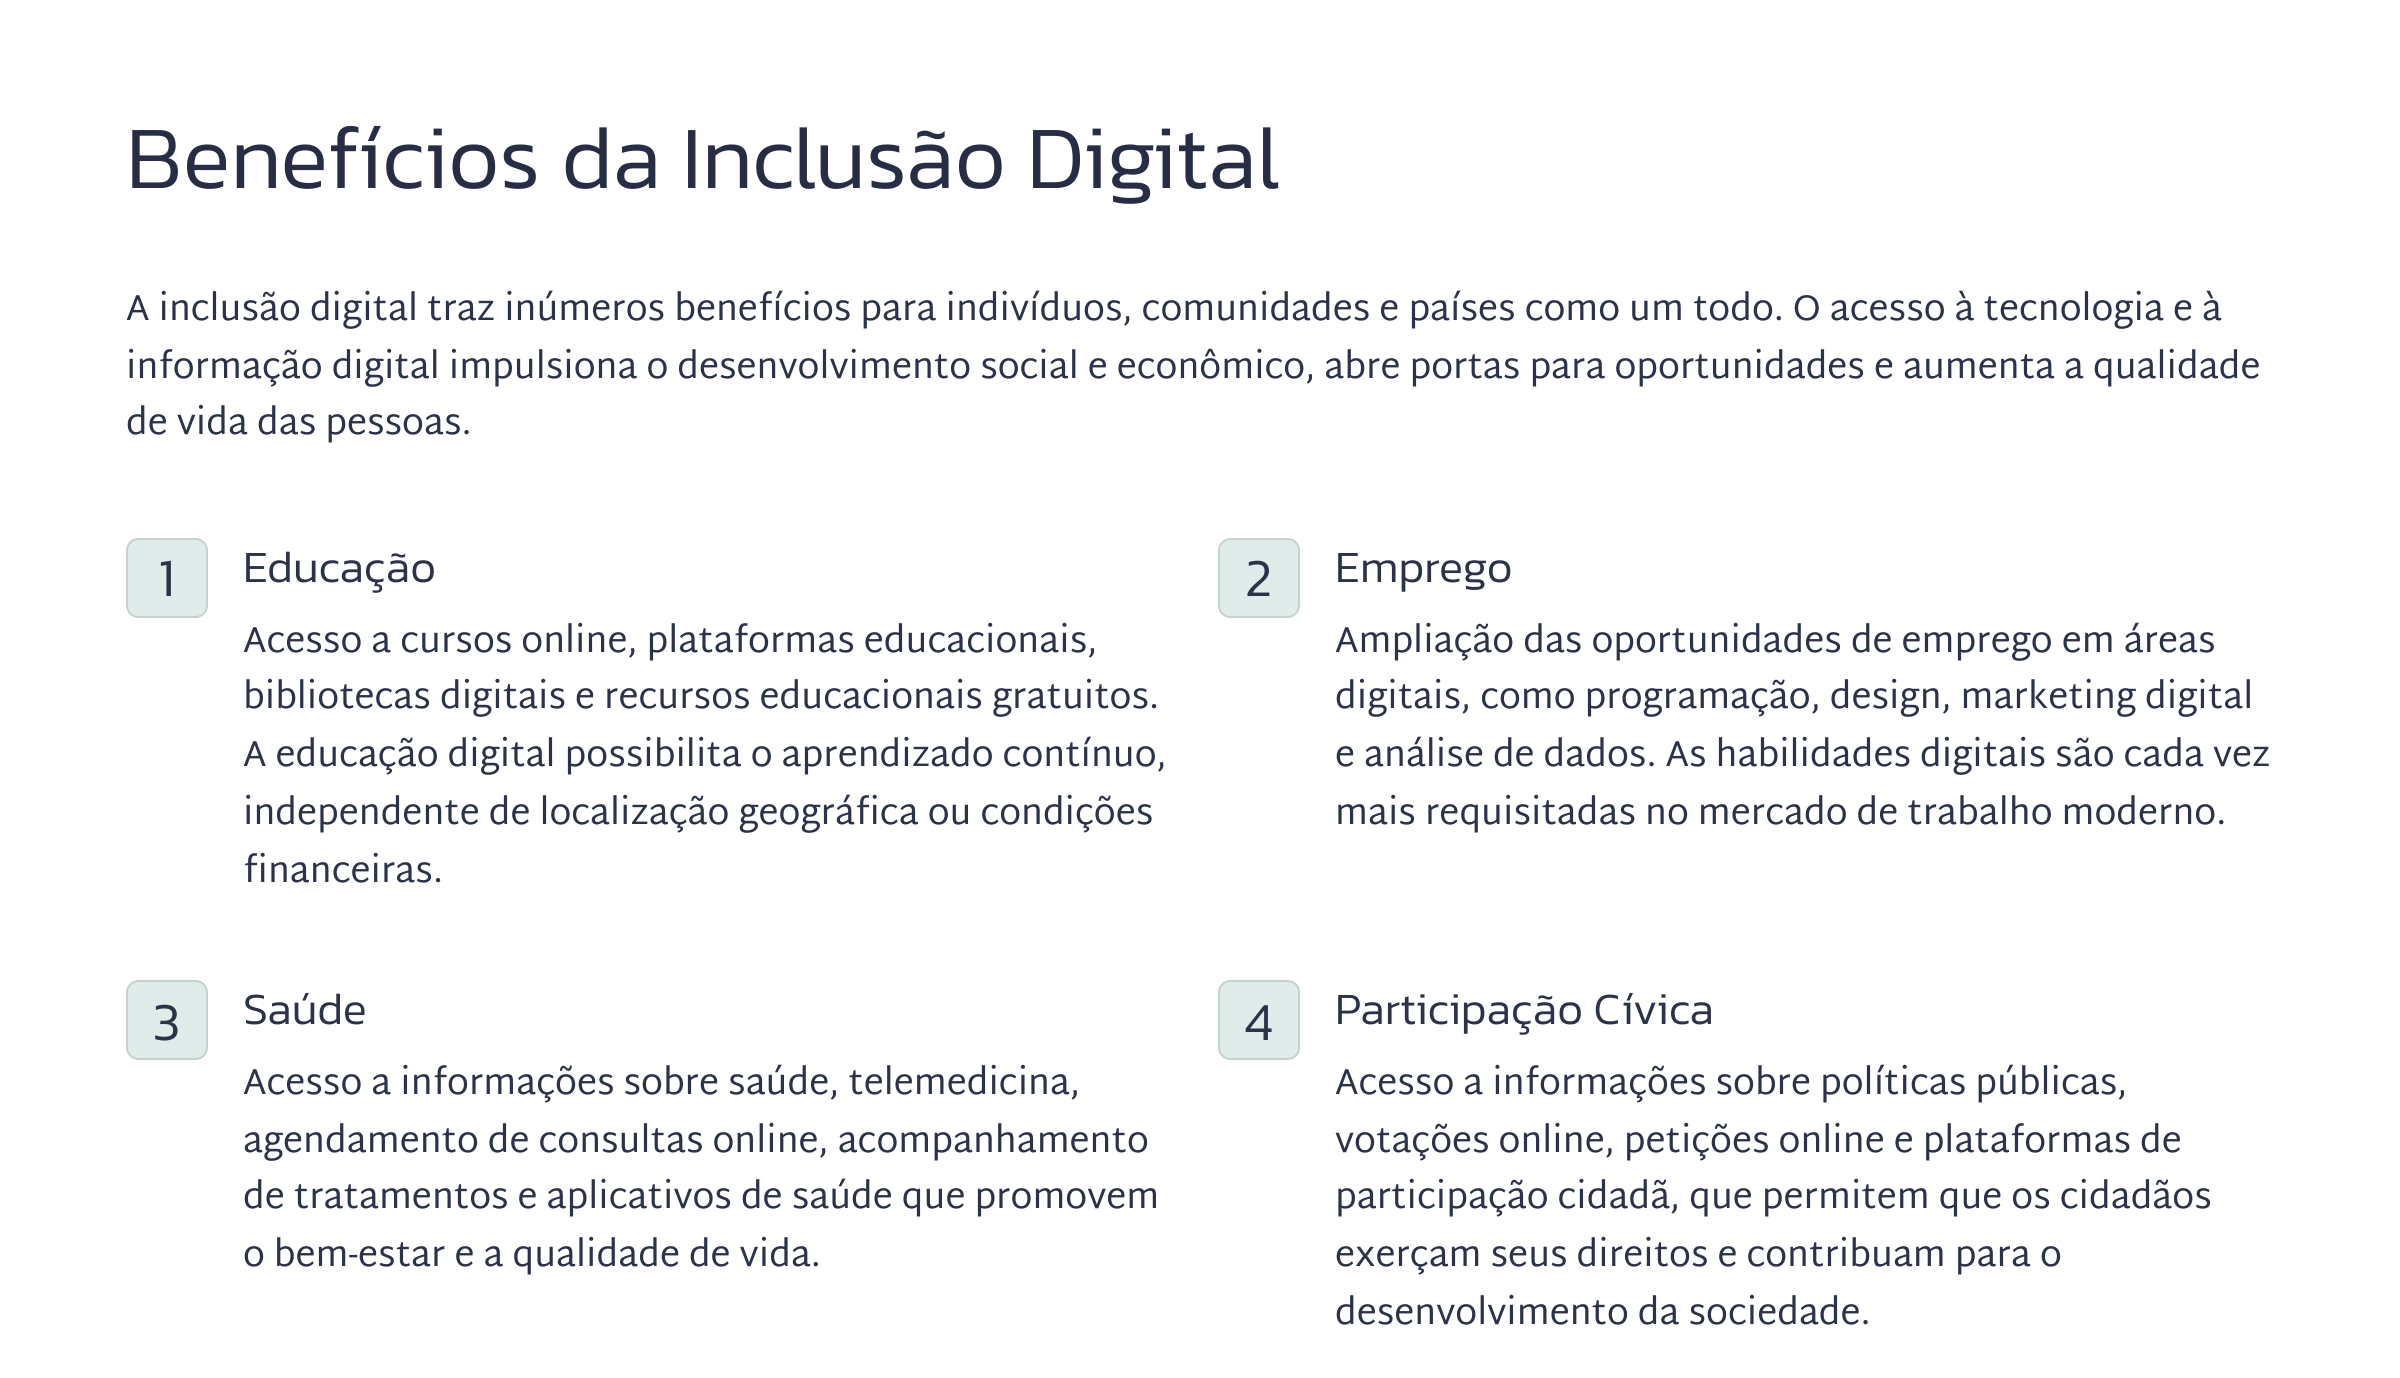 Benefícios da Inclusão Digital
A inclusão digital traz inúmeros benefícios para indivíduos, comunidades e países como um todo. O acesso à tecnologia e à
informação digital impulsiona o desenvolvimento social e econômico, abre portas para oportunidades e aumenta a qualidade
de vida das pessoas.
1
Educação
Acesso a cursos online, plataformas educacionais,
bibliotecas digitais e recursos educacionais gratuitos.
A educação digital possibilita o aprendizado contínuo,
independente de localização geográfica ou condições
financeiras.
2
Emprego
Ampliação das oportunidades de emprego em áreas
digitais, como programação, design, marketing digital
e análise de dados. As habilidades digitais são cada vez
mais requisitadas no mercado de trabalho moderno.
3
Saúde
Acesso a informações sobre saúde, telemedicina,
agendamento de consultas online, acompanhamento
de tratamentos e aplicativos de saúde que promovem
o bem-estar e a qualidade de vida.
4
Participação Cívica
Acesso a informações sobre políticas públicas,
votações online, petições online e plataformas de
participação cidadã, que permitem que os cidadãos
exerçam seus direitos e contribuam para o
desenvolvimento da sociedade.